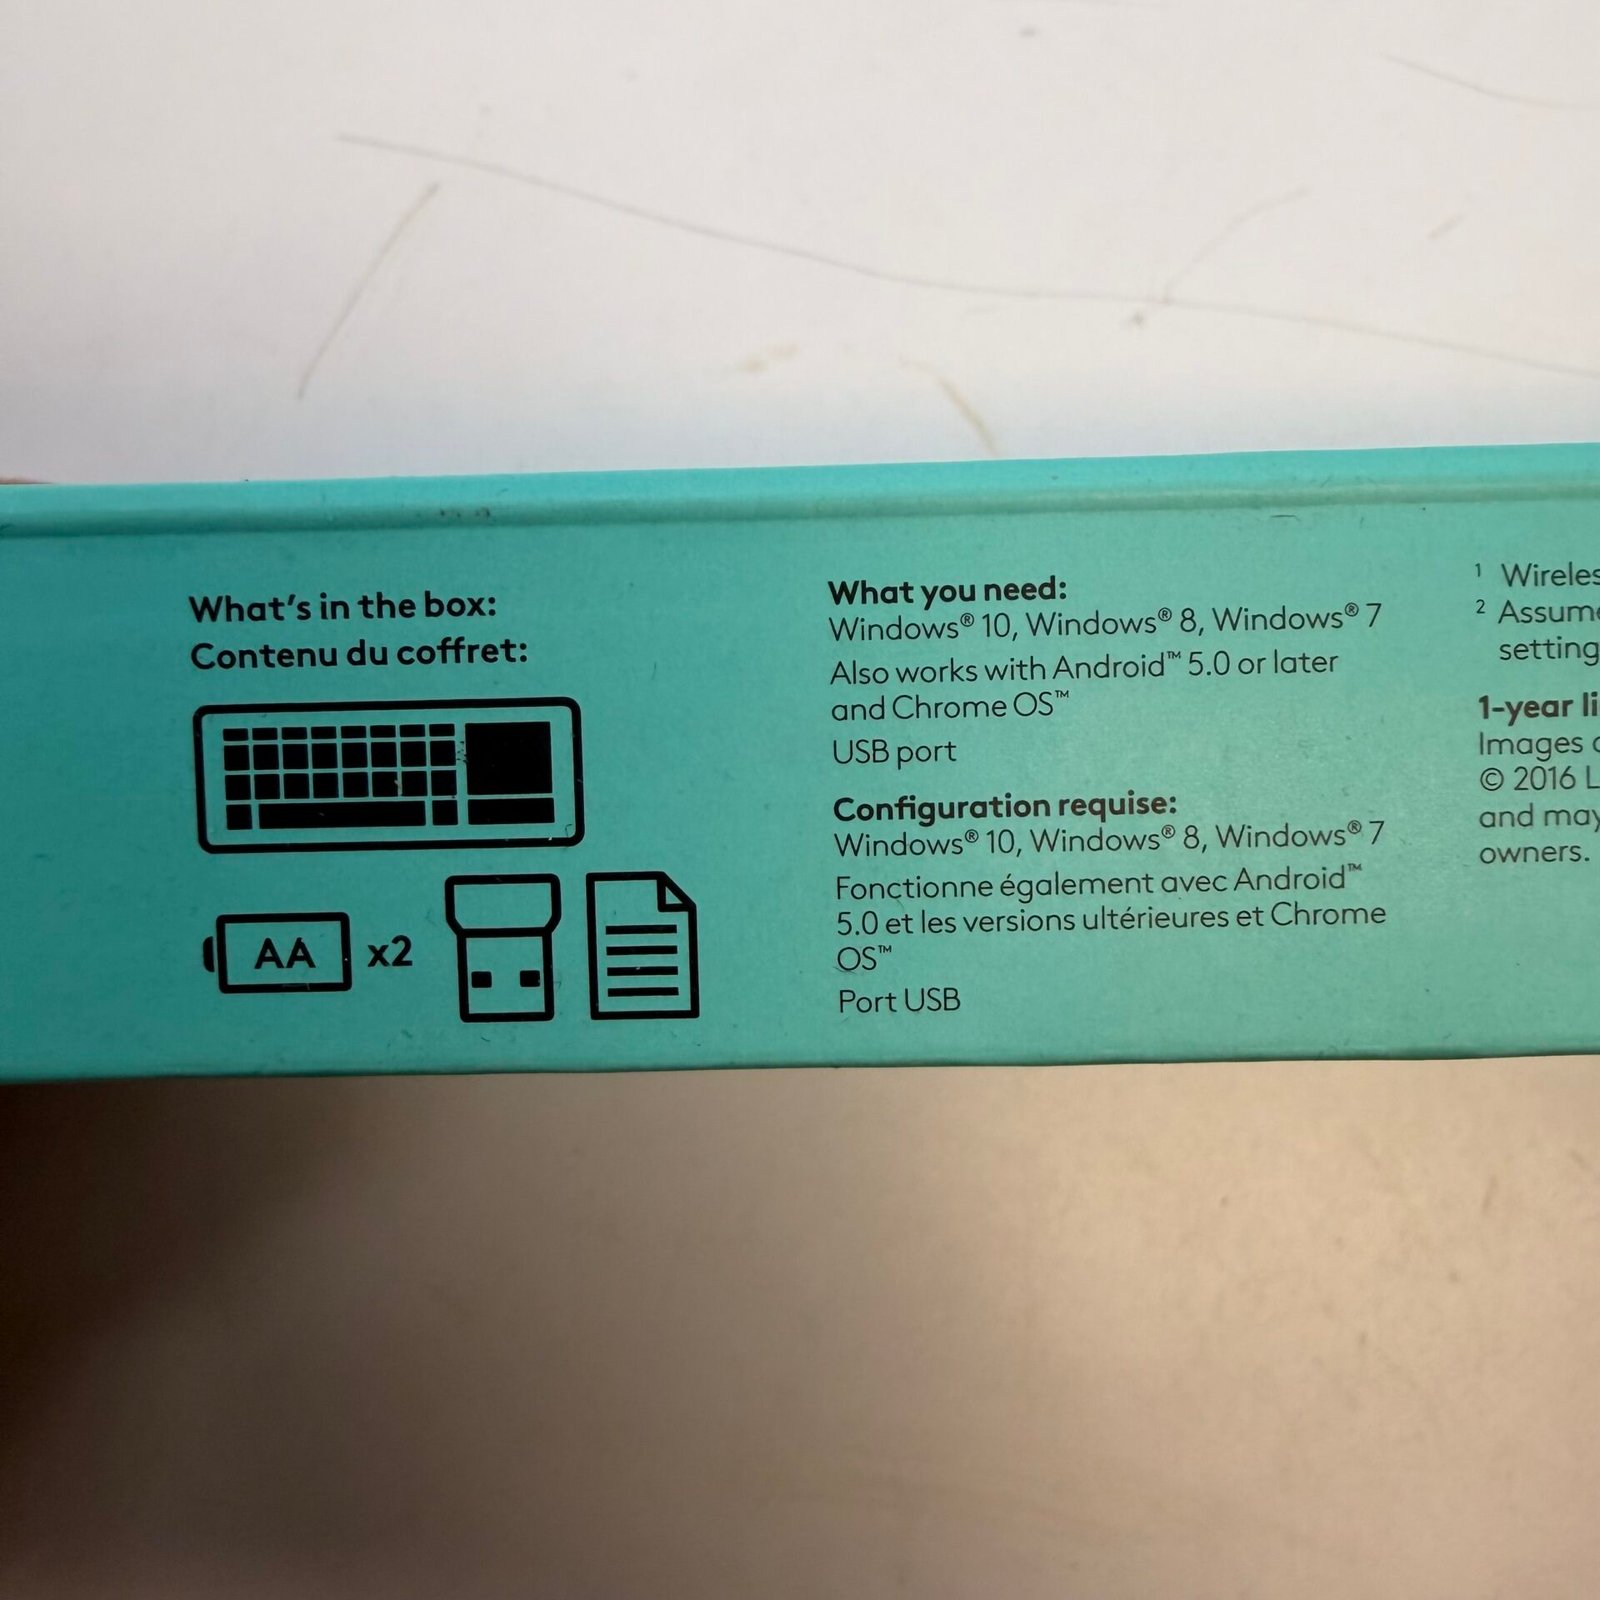 What's in the box:
Contenu du coffret:
AA x2
What you need:
Windows® 10, Windows® 8, Windows® 7
Also works with Android™ 5.0 or later
and Chrome OS™
USB port
Configuration requise:
Windows® 10, Windows® 8, Windows® 7
Fonctionne également avec Android™
5.0 et les versions ultérieures et Chrome
OS™
Port USB
1
2
setting
1-year
Images
© 2016
and may
owners.